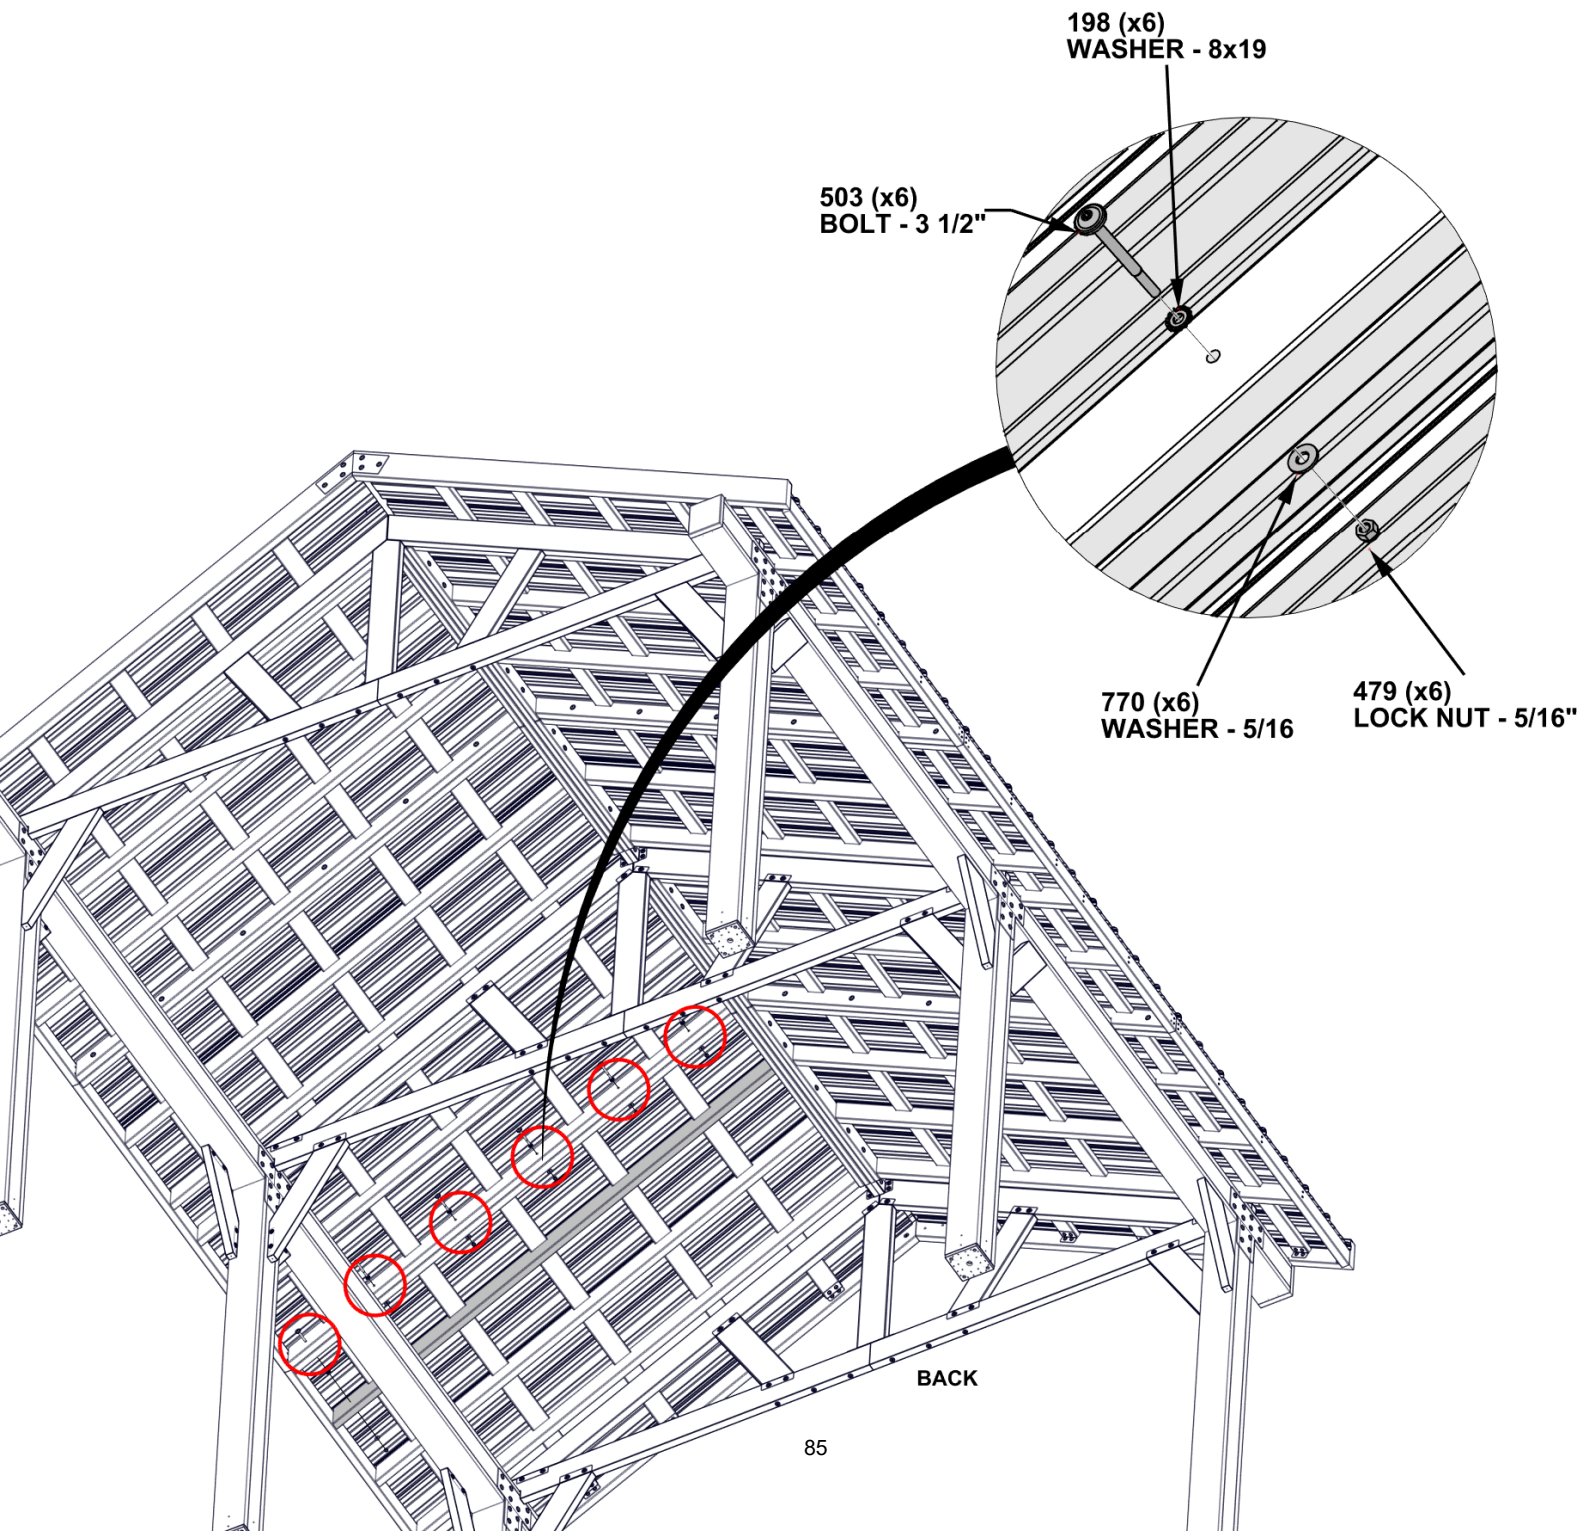 198 (x6)
WASHER - 8x19
503 (x6)
BOLT - 3 1/2"
770 (x6)
WASHER - 5/16
479 (x6)
LOCK NUT - 5/16"
BACK
85